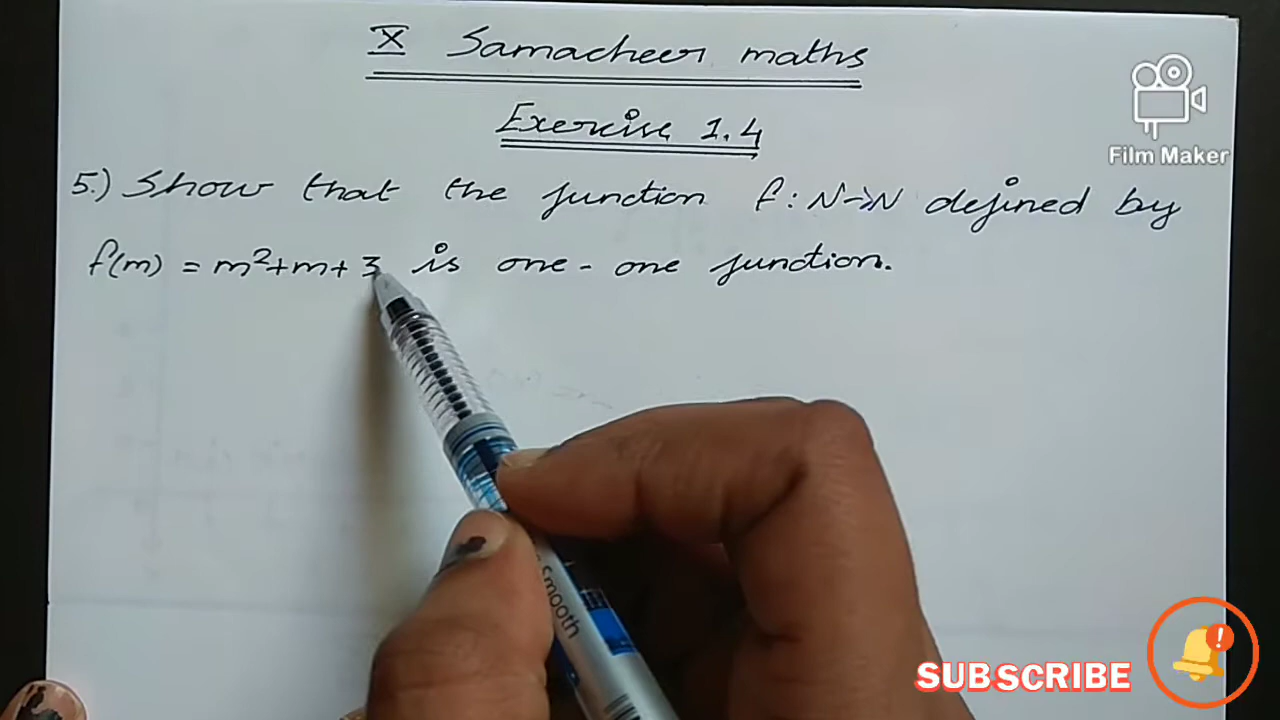 X Samacheer maths
Exercise 1.4
Film Maker
5.) Show that the function f : N→N defined by
f(m) = m²+m+3 is one - one function.
Smooth
SUBSCRIBE